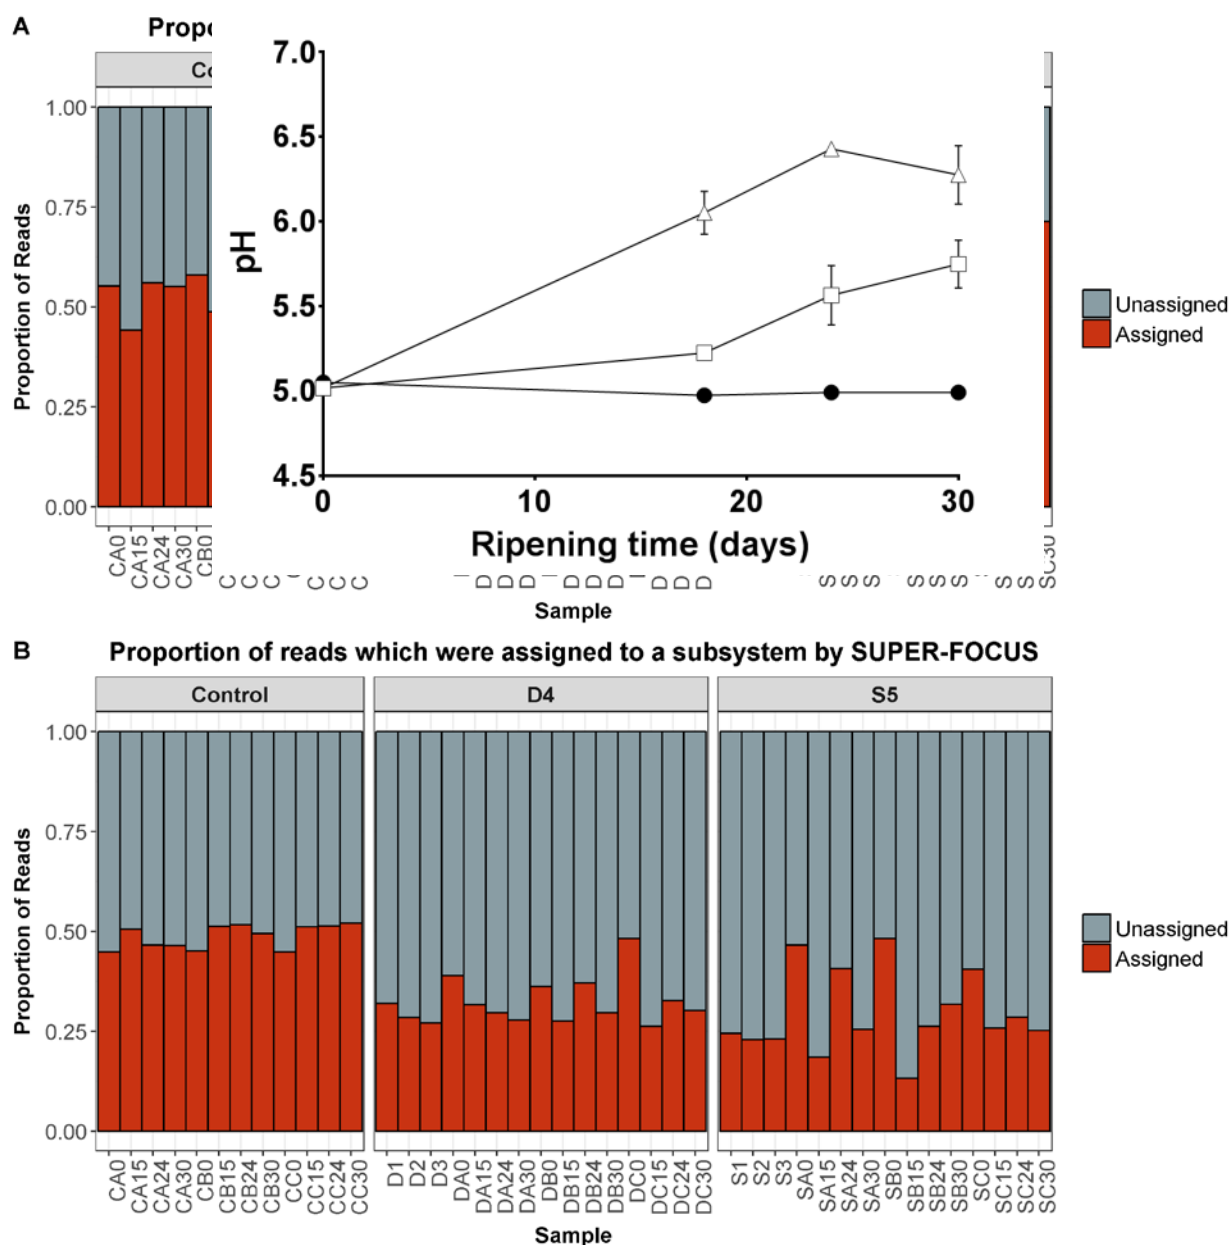 A
Propo
Co
7.0
6.5
6.0
5.5
5.0
4.5
pH
0 10 20 30
Ripening time (days)
1.00
0.75
0.50
0.25
0.00
Proportion of Reads
CA0 CA15 CA24 CA30 CB0 C C C C C C D D D D D D D D D S S S S S S S S SC30
Sample
Unassigned
Assigned
B Proportion of reads which were assigned to a subsystem by SUPER-FOCUS
Control D4 S5
1.00
0.75
0.50
0.25
0.00
Proportion of Reads
CA0 CA15 CA24 CA30 CB0 CB15 CB24 CB30 CC0 CC15 CC24 CC30 D1 D2 D3 DA0 DA15 DA24 DA30 DB0 DB15 DB24 DB30 DC0 DC15 DC24 DC30 S1 S2 S3 SA0 SA15 SA24 SA30 SB0 SB15 SB24 SB30 SC0 SC15 SC24 SC30
Sample
Unassigned
Assigned